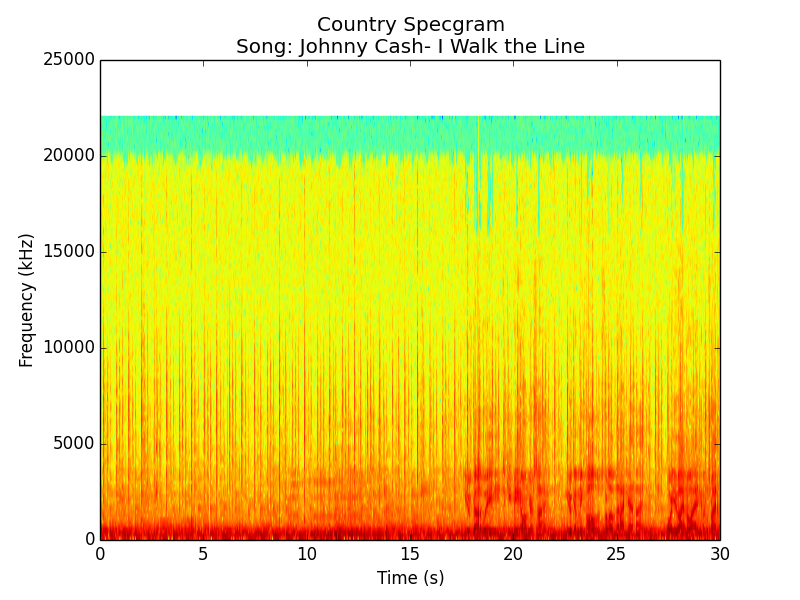 Country Specgram
Song: Johnny Cash- I Walk the Line
25000
20000
15000
10000
5000
0
Frequency (kHz)
0 5 10 15 20 25 30
Time (s)